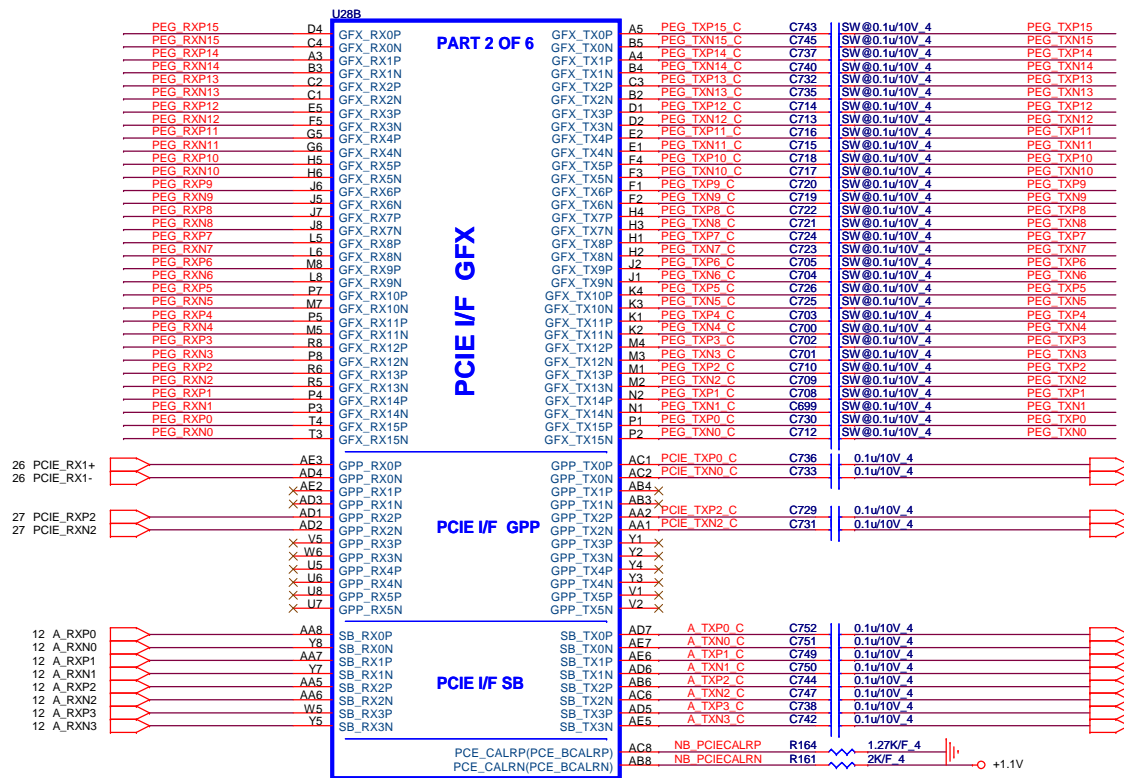 U28B
PART 2 OF 6
PEG_RXP15 D4 GFX_RX0P GFX_TX0P A5 PEG_TXP15_C C743 SW@0.1u/10V_4 PEG_TXP15
PEG_RXN15 C4 GFX_RX0N GFX_TX0N B5 PEG_TXN15_C C745 SW@0.1u/10V_4 PEG_TXN15
PEG_RXP14 A3 GFX_RX1P GFX_TX1P A4 PEG_TXP14_C C737 SW@0.1u/10V_4 PEG_TXP14
PEG_RXN14 B3 GFX_RX1N GFX_TX1N B4 PEG_TXN14_C C740 SW@0.1u/10V_4 PEG_TXN14
PEG_RXP13 C2 GFX_RX2P GFX_TX2P C3 PEG_TXP13_C C732 SW@0.1u/10V_4 PEG_TXP13
PEG_RXN13 C1 GFX_RX2N GFX_TX2N B2 PEG_TXN13_C C735 SW@0.1u/10V_4 PEG_TXN13
PEG_RXP12 E5 GFX_RX3P GFX_TX3P D1 PEG_TXP12_C C714 SW@0.1u/10V_4 PEG_TXP12
PEG_RXN12 F5 GFX_RX3N GFX_TX3N D2 PEG_TXN12_C C713 SW@0.1u/10V_4 PEG_TXN12
PEG_RXP11 G5 GFX_RX4P GFX_TX4P E2 PEG_TXP11_C C716 SW@0.1u/10V_4 PEG_TXP11
PEG_RXN11 G6 GFX_RX4N GFX_TX4N E1 PEG_TXN11_C C715 SW@0.1u/10V_4 PEG_TXN11
PEG_RXP10 H5 GFX_RX5P GFX_TX5P F4 PEG_TXP10_C C718 SW@0.1u/10V_4 PEG_TXP10
PEG_RXN10 H6 GFX_RX5N GFX_TX5N F3 PEG_TXN10_C C717 SW@0.1u/10V_4 PEG_TXN10
PEG_RXP9 J6 GFX_RX6P GFX_TX6P F1 PEG_TXP9_C C720 SW@0.1u/10V_4 PEG_TXP9
PEG_RXN9 J5 GFX_RX6N GFX_TX6N F2 PEG_TXN9_C C719 SW@0.1u/10V_4 PEG_TXN9
PEG_RXP8 J7 GFX_RX7P GFX_TX7P H4 PEG_TXP8_C C722 SW@0.1u/10V_4 PEG_TXP8
PEG_RXN8 J8 GFX_RX7N GFX_TX7N H3 PEG_TXN8_C C721 SW@0.1u/10V_4 PEG_TXN8
PEG_RXP7 L5 GFX_RX8P GFX_TX8P H1 PEG_TXP7_C C724 SW@0.1u/10V_4 PEG_TXP7
PEG_RXN7 L6 GFX_RX8N GFX_TX8N H2 PEG_TXN7_C C723 SW@0.1u/10V_4 PEG_TXN7
PEG_RXP6 M8 GFX_RX9P GFX_TX9P J2 PEG_TXP6_C C705 SW@0.1u/10V_4 PEG_TXP6
PEG_RXN6 L8 GFX_RX9N GFX_TX9N J1 PEG_TXN6_C C704 SW@0.1u/10V_4 PEG_TXN6
PEG_RXP5 P7 GFX_RX10P GFX_TX10P K4 PEG_TXP5_C C726 SW@0.1u/10V_4 PEG_TXP5
PEG_RXN5 M7 GFX_RX10N GFX_TX10N K3 PEG_TXN5_C C725 SW@0.1u/10V_4 PEG_TXN5
PEG_RXP4 P5 GFX_RX11P GFX_TX11P K1 PEG_TXP4_C C703 SW@0.1u/10V_4 PEG_TXP4
PEG_RXN4 M5 GFX_RX11N GFX_TX11N K2 PEG_TXN4_C C700 SW@0.1u/10V_4 PEG_TXN4
PEG_RXP3 R8 GFX_RX12P GFX_TX12P M4 PEG_TXP3_C C702 SW@0.1u/10V_4 PEG_TXP3
PEG_RXN3 P8 GFX_RX12N GFX_TX12N M3 PEG_TXN3_C C701 SW@0.1u/10V_4 PEG_TXN3
PEG_RXP2 R6 GFX_RX13P GFX_TX13P M1 PEG_TXP2_C C710 SW@0.1u/10V_4 PEG_TXP2
PEG_RXN2 R5 GFX_RX13N GFX_TX13N M2 PEG_TXN2_C C709 SW@0.1u/10V_4 PEG_TXN2
PEG_RXP1 P4 GFX_RX14P GFX_TX14P N2 PEG_TXP1_C C708 SW@0.1u/10V_4 PEG_TXP1
PEG_RXN1 P3 GFX_RX14N GFX_TX14N N1 PEG_TXN1_C C699 SW@0.1u/10V_4 PEG_TXN1
PEG_RXP0 T4 GFX_RX15P GFX_TX15P P1 PEG_TXP0_C C730 SW@0.1u/10V_4 PEG_TXP0
PEG_RXN0 T3 GFX_RX15N GFX_TX15N P2 PEG_TXN0_C C712 SW@0.1u/10V_4 PEG_TXN0
PCIE I/F GFX
26 PCIE_RX1+ AE3 GPP_RX0P GPP_TX0P AC1 PCIE_TXP0_C C736 0.1u/10V_4
26 PCIE_RX1- AD4 GPP_RX0N GPP_TX0N AC2 PCIE_TXN0_C C733 0.1u/10V_4
AE2 GPP_RX1P GPP_TX1P AB4
AD3 GPP_RX1N GPP_TX1N AB3
27 PCIE_RXP2 AD1 GPP_RX2P GPP_TX2P AA2 PCIE_TXP2_C C729 0.1u/10V_4
PCIE I/F GPP
27 PCIE_RXN2 AD2 GPP_RX2N GPP_TX2N AA1 PCIE_TXN2_C C731 0.1u/10V_4
V5 GPP_RX3P GPP_TX3P Y1
W6 GPP_RX3N GPP_TX3N Y2
U5 GPP_RX4P GPP_TX4P Y4
U6 GPP_RX4N GPP_TX4N Y3
U8 GPP_RX5P GPP_TX5P V1
U7 GPP_RX5N GPP_TX5N V2
12 A_RXP0 AA8 SB_RX0P SB_TX0P AD7 A_TXP0_C C752 0.1u/10V_4
12 A_RXN0 Y8 SB_RX0N SB_TX0N AE7 A_TXN0_C C751 0.1u/10V_4
12 A_RXP1 AA7 SB_RX1P SB_TX1P AE6 A_TXP1_C C749 0.1u/10V_4
12 A_RXN1 Y7 SB_RX1N SB_TX1N AD6 A_TXN1_C C750 0.1u/10V_4
PCIE I/F SB
12 A_RXP2 AA5 SB_RX2P SB_TX2P AB6 A_TXP2_C C744 0.1u/10V_4
12 A_RXN2 AA6 SB_RX2N SB_TX2N AC6 A_TXN2_C C747 0.1u/10V_4
12 A_RXP3 W5 SB_RX3P SB_TX3P AD5 A_TXP3_C C738 0.1u/10V_4
12 A_RXN3 Y5 SB_RX3N SB_TX3N AE5 A_TXN3_C C742 0.1u/10V_4
PCE_CALRP(PCE_BCALRP) AC8 NB_PCIECALRP R164 1.27K/F_4
PCE_CALRN(PCE_BCALRN) AB8 NB_PCIECALRN R161 2K/F_4 +1.1V